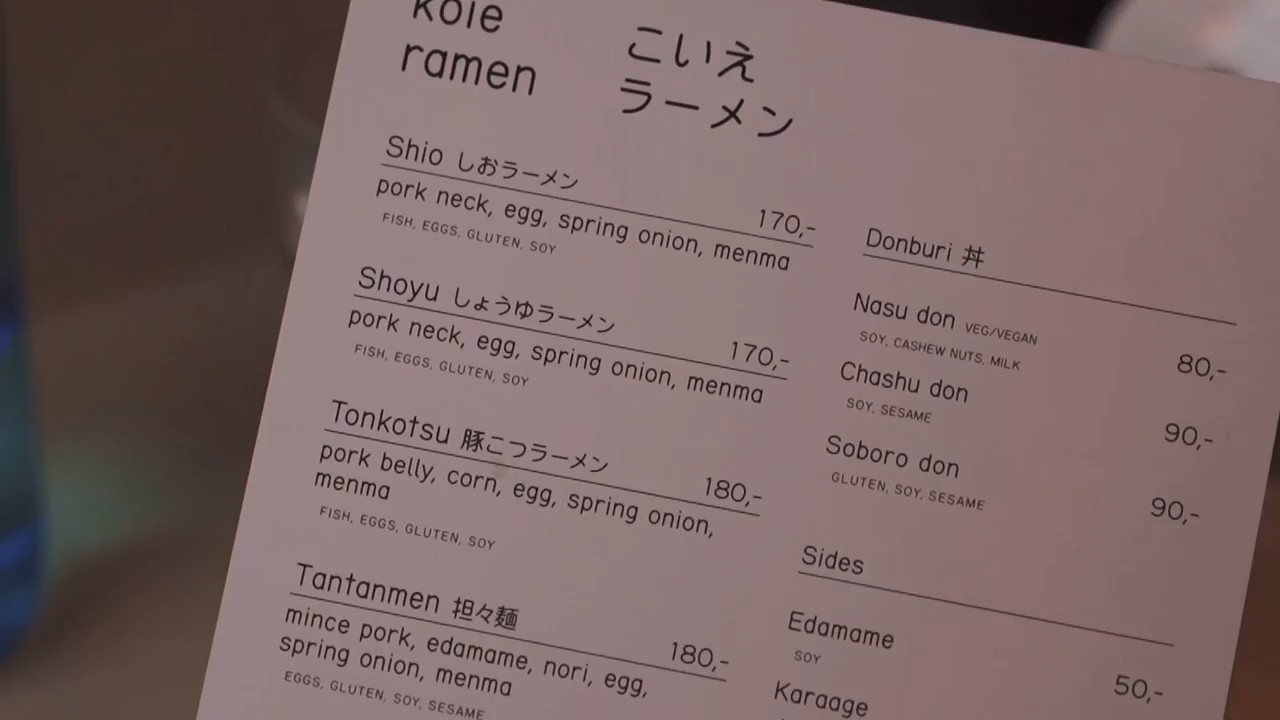 koie
ramen
こいえ
ラーメン
Shio しおラーメン
170,-
pork neck, egg, spring onion, menma
FISH, EGGS, GLUTEN, SOY
Shoyu しょうゆラーメン
170,-
pork neck, egg, spring onion, menma
FISH, EGGS, GLUTEN, SOY
Tonkotsu 豚こつラーメン
180,-
pork belly, corn, egg, spring onion,
menma
FISH, EGGS, GLUTEN, SOY
Tantanmen 担々麺
180,-
mince pork, edamame, nori, egg,
spring onion, menma
EGGS, GLUTEN, SOY, SESAME
Donburi 丼
Nasu don VEG/VEGAN
80,-
SOY, CASHEW NUTS, MILK
Chashu don
90,-
SOY, SESAME
Soboro don
90,-
GLUTEN, SOY, SESAME
Sides
Edamame
50,-
SOY
Karaage